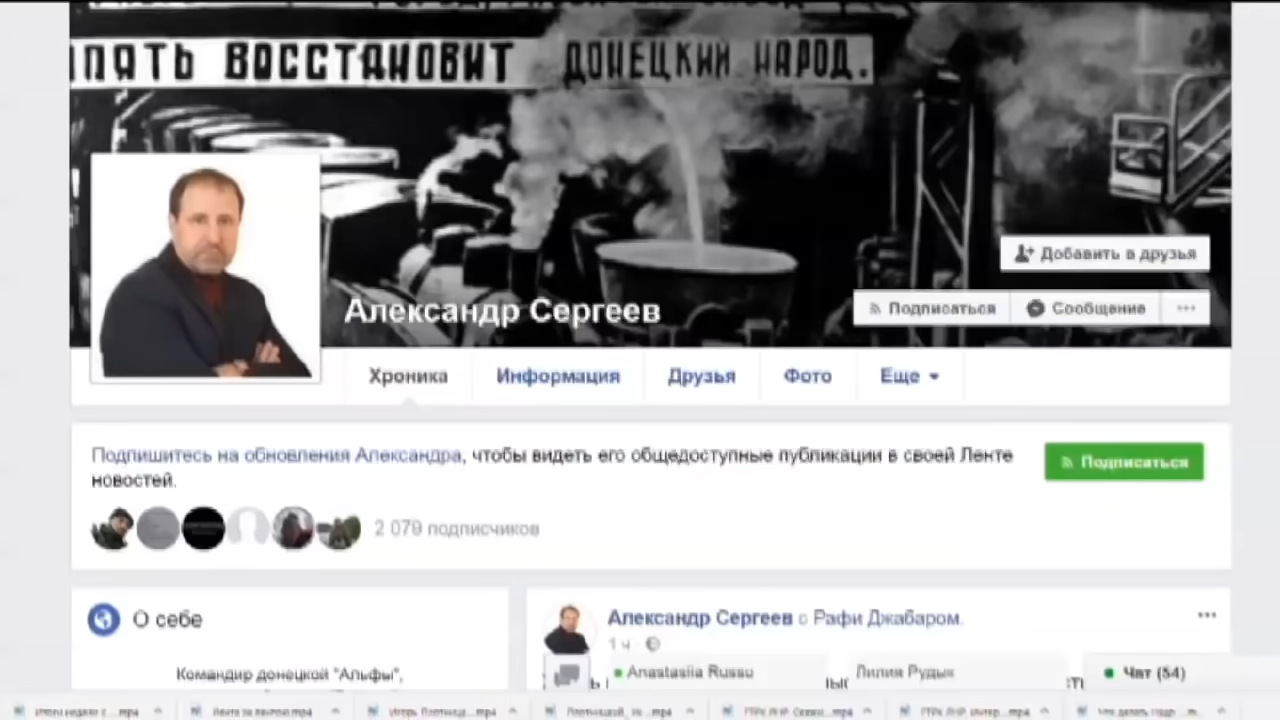 ВОССТАНОВИТ ДОНЕЦКИЙ НАРОД.
Добавить в друзья
Александр Сергеев
Подписаться
Сообщение
Хроника
Информация
Друзья
Фото
Еще
Подпишитесь на обновления Александра, чтобы видеть его общедоступные публикации в своей Ленте
новостей.
Подписаться
2 079 подписчиков
О себе
Командир донецкой "Альфы",
Александр Сергеев с Рафи Джабаром.
1 ч
Anastasiia Russu
Лилия Рудык
Чат (54)